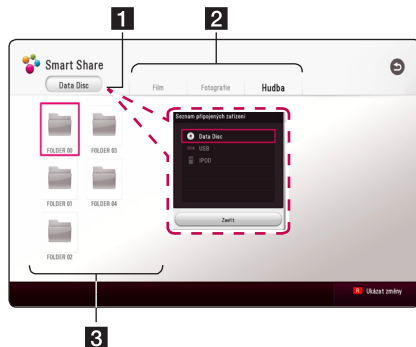 1
2
Smart Share
Data Disc
Film
Fotografie
Hudba
FOLDER 00
FOLDER 03
FOLDER 01
FOLDER 04
FOLDER 02
Seznam připojených zařízení
Data Disc
USB
IPOD
Zavřít
R Ukázat změny
3